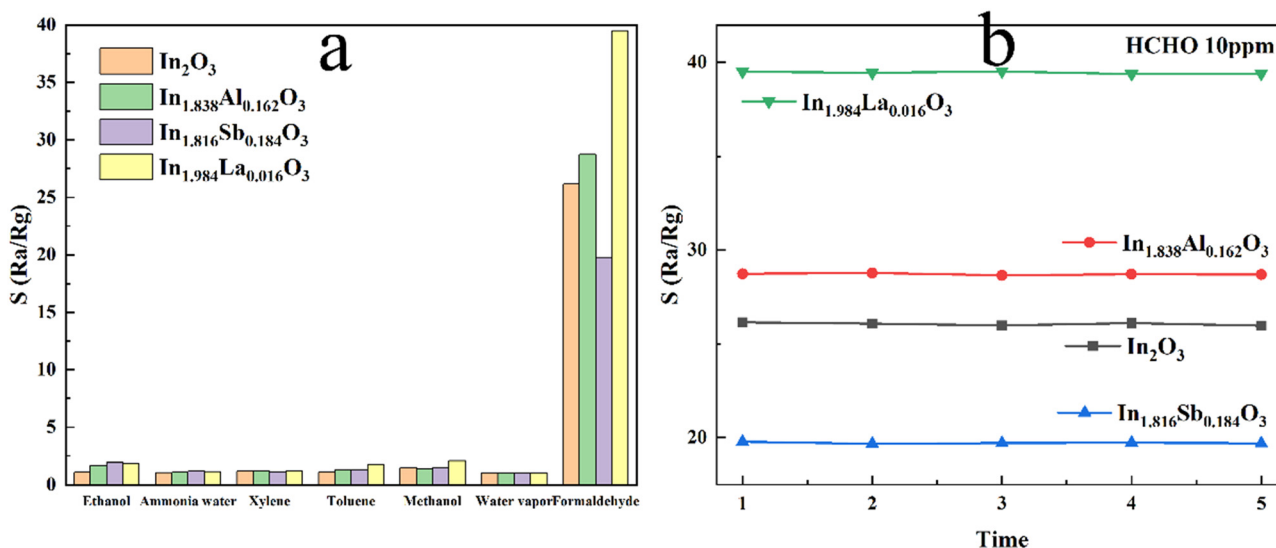 a
In₂O₃
In₁.₈₃₈Al₀.₁₆₂O₃
In₁.₈₁₆Sb₀.₁₈₄O₃
In₁.₉₈₄La₀.₀₁₆O₃
S (Ra/Rg)
40
35
30
25
20
15
10
5
0
Ethanol Ammonia water Xylene Toluene Methanol Water vapor Formaldehyde
b
HCHO 10ppm
In₁.₉₈₄La₀.₀₁₆O₃
In₁.₈₃₈Al₀.₁₆₂O₃
In₂O₃
In₁.₈₁₆Sb₀.₁₈₄O₃
S (Ra/Rg)
40
30
20
1 2 3 4 5
Time